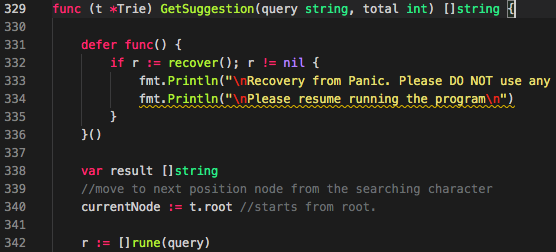 329 func (t *Trie) GetSuggestion(query string, total int) []string {
330
331 defer func() {
332 if r := recover(); r != nil {
333 fmt.Println("\nRecovery from Panic. Please DO NOT use any
334 fmt.Println("\nPlease resume running the program\n")
335 }
336 }()
337
338 var result []string
339 //move to next position node from the searching character
340 currentNode := t.root //starts from root.
341
342 r := []rune(query)